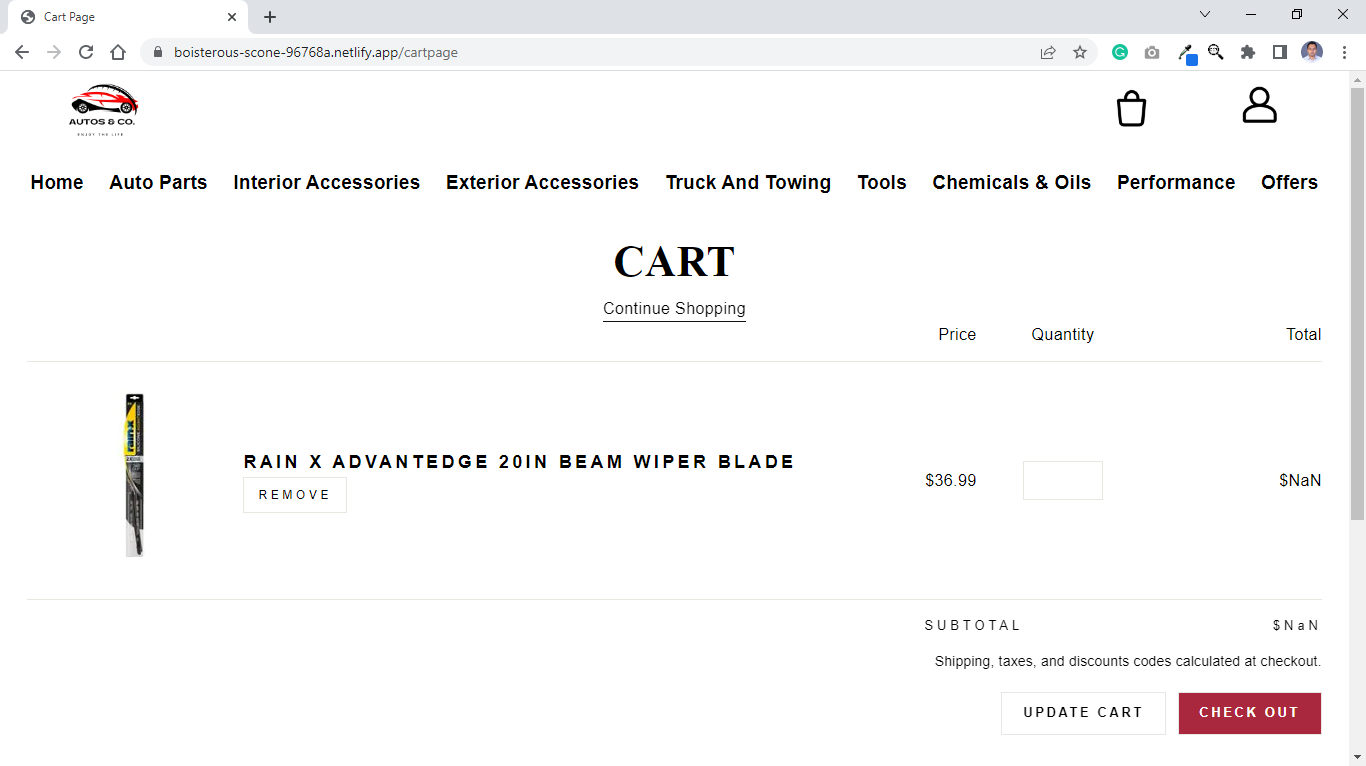 Cart Page
boisterous-scone-96768a.netlify.app/cartpage
AUTOS & CO.
ENJOY THE LIFE
Home Auto Parts Interior Accessories Exterior Accessories Truck And Towing Tools Chemicals & Oils Performance Offers
CART
Continue Shopping
Price Quantity Total
rain-x
RAIN X ADVANTEDGE 20IN BEAM WIPER BLADE
REMOVE
$36.99 $NaN
SUBTOTAL $NaN
Shipping, taxes, and discounts codes calculated at checkout.
UPDATE CART CHECK OUT